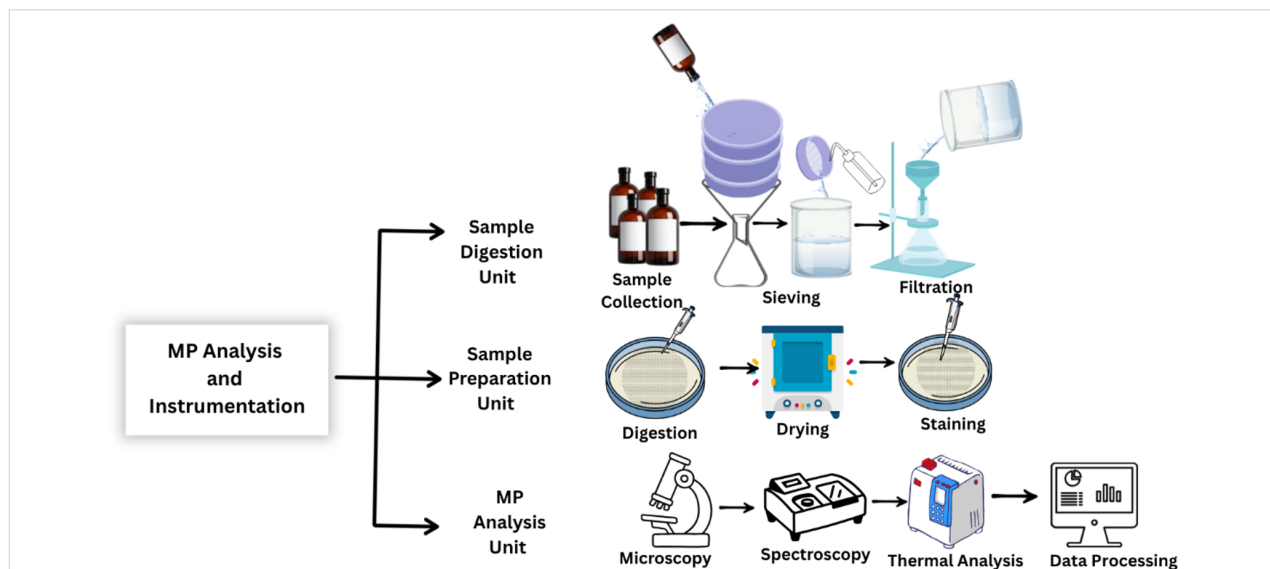 MP Analysis
and
Instrumentation
Sample
Digestion
Unit
Sample
Collection
Sieving
Filtration
Sample
Preparation
Unit
Digestion
Drying
Staining
MP
Analysis
Unit
Microscopy
Spectroscopy
Thermal Analysis
Data Processing